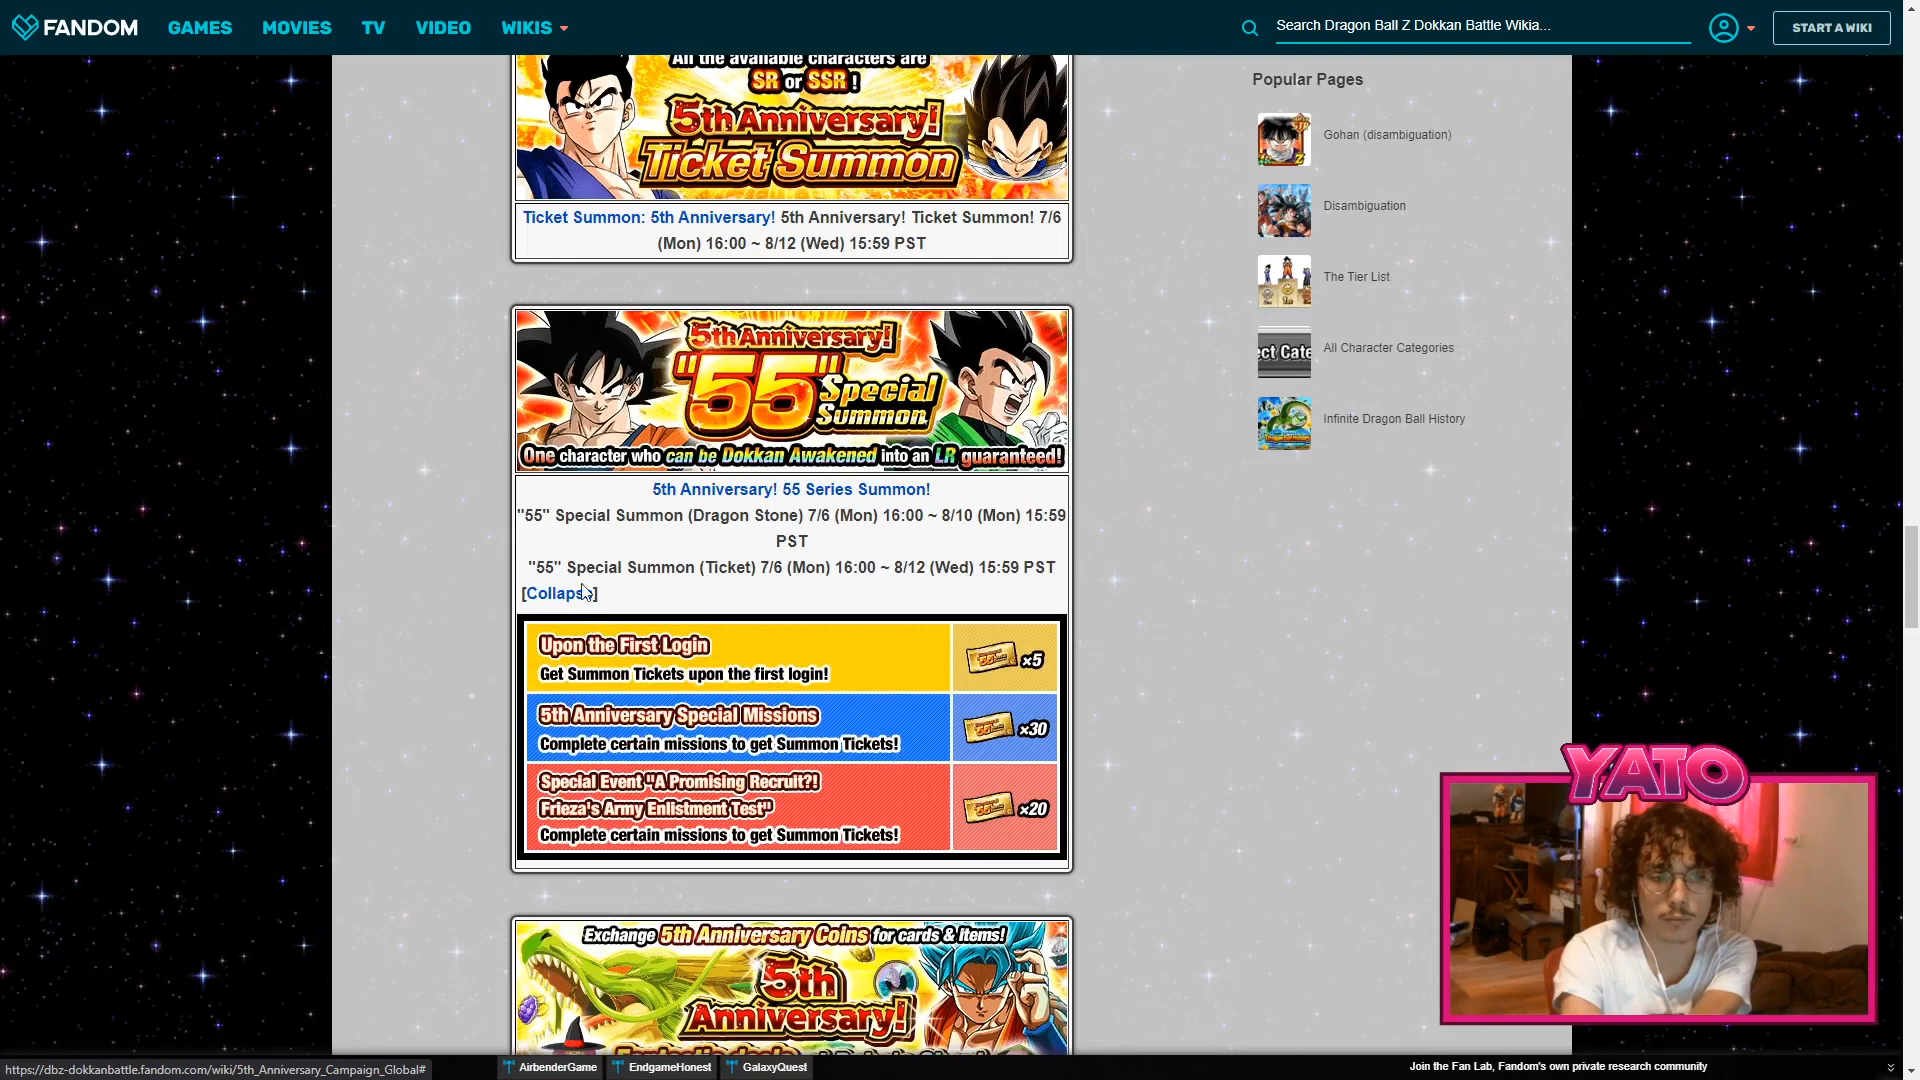 FANDOM
GAMES
MOVIES
TV
VIDEO
WIKIS
Search Dragon Ball Z Dokkan Battle Wikia...
START A WIKI
All the available characters are
SR or SSR!
5th Anniversary!
Ticket Summon
Ticket Summon: 5th Anniversary! 5th Anniversary! Ticket Summon! 7/6
(Mon) 16:00 ~ 8/12 (Wed) 15:59 PST
5th Anniversary!
"55" Special
Summon
One character who can be Dokkan Awakened into an LR guaranteed!
5th Anniversary! 55 Series Summon!
"55" Special Summon (Dragon Stone) 7/6 (Mon) 16:00 ~ 8/10 (Mon) 15:59
PST
"55" Special Summon (Ticket) 7/6 (Mon) 16:00 ~ 8/12 (Wed) 15:59 PST
[Collapse]
Upon the First Login
Get Summon Tickets upon the first login!
x5
5th Anniversary Special Missions
Complete certain missions to get Summon Tickets!
x30
Special Event "A Promising Recruit?!
Frieza's Army Enlistment Test"
Complete certain missions to get Summon Tickets!
x20
Exchange 5th Anniversary Coins for cards & items!
5th
Anniversary!
Popular Pages
Gohan (disambiguation)
Disambiguation
The Tier List
ect Cate
All Character Categories
Infinite Dragon Ball History
YATO
https://dbz-dokkanbattle.fandom.com/wiki/5th_Anniversary_Campaign_Global#
AirbenderGame
EndgameHonest
GalaxyQuest
Join the Fan Lab, Fandom's own private research community